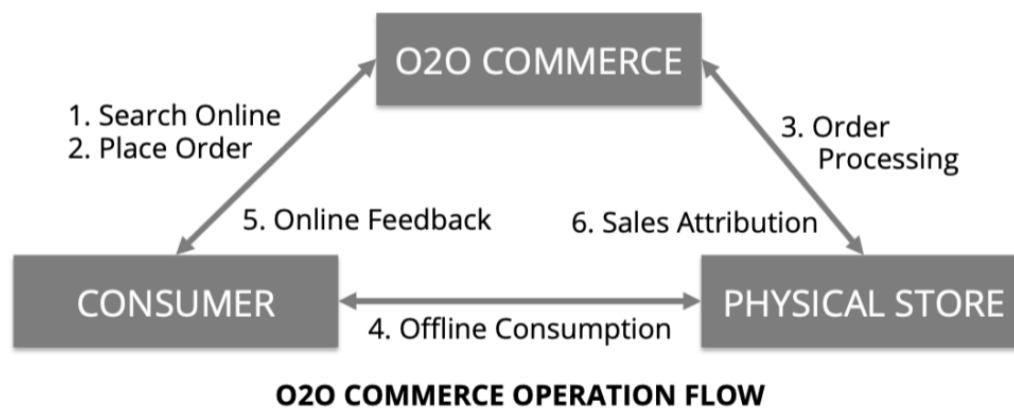 O2O COMMERCE
1. Search Online
2. Place Order
3. Order
Processing
5. Online Feedback
6. Sales Attribution
CONSUMER
PHYSICAL STORE
4. Offline Consumption
O2O COMMERCE OPERATION FLOW